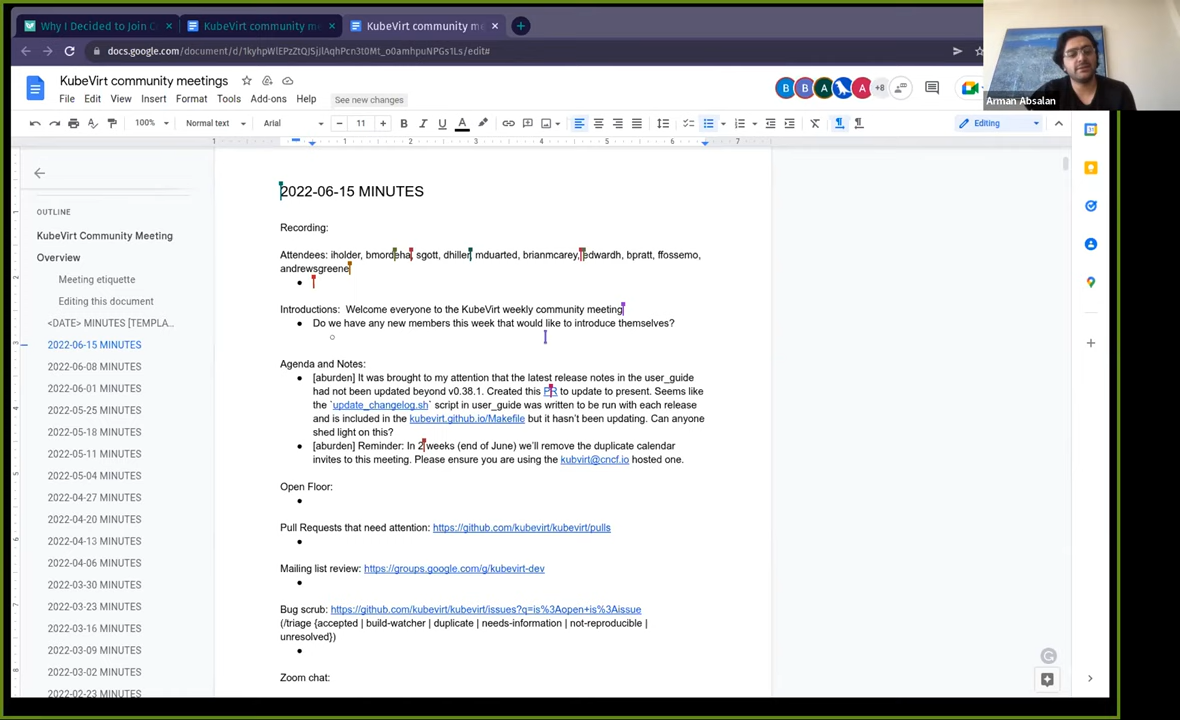 Why I Decided to Join C
KubeVirt community m
KubeVirt community m
docs.google.com/document/d/1kyhpWlEPzZtQJSjJlAqhPcn3t0Mt_o0amhpuNPGs1Ls/edit#
Arman Absalan
KubeVirt community meetings
File Edit View Insert Format Tools Add-ons Help See new changes
B B A A +8
100% Normal text Arial 11 Editing
1 1 2 3 4 5 6 7
OUTLINE
KubeVirt Community Meeting
Overview
Meeting etiquette
Editing this document
<DATE> MINUTES [TEMPLA...
2022-06-15 MINUTES
2022-06-08 MINUTES
2022-06-01 MINUTES
2022-05-25 MINUTES
2022-05-18 MINUTES
2022-05-11 MINUTES
2022-05-04 MINUTES
2022-04-27 MINUTES
2022-04-20 MINUTES
2022-04-13 MINUTES
2022-04-06 MINUTES
2022-03-30 MINUTES
2022-03-23 MINUTES
2022-03-16 MINUTES
2022-03-09 MINUTES
2022-03-02 MINUTES
2022-02-23 MINUTES
2022-06-15 MINUTES
Recording:
Attendees: iholder, bmordeha, sgott, dhiller, mduarted, brianmcarey, edwardh, bpratt, ffossemo,
andrewsgreene
Introductions: Welcome everyone to the KubeVirt weekly community meeting
Do we have any new members this week that would like to introduce themselves?
Agenda and Notes:
[aburden] It was brought to my attention that the latest release notes in the user_guide
had not been updated beyond v0.38.1. Created this PR to update to present. Seems like
the `update_changelog.sh` script in user_guide was written to be run with each release
and is included in the kubevirt.github.io/Makefile but it hasn't been updating. Can anyone
shed light on this?
[aburden] Reminder: In 2 weeks (end of June) we'll remove the duplicate calendar
invites to this meeting. Please ensure you are using the kubvirt@cncf.io hosted one.
Open Floor:
Pull Requests that need attention: https://github.com/kubevirt/kubevirt/pulls
Mailing list review: https://groups.google.com/g/kubevirt-dev
Bug scrub: https://github.com/kubevirt/kubevirt/issues?q=is%3Aopen+is%3Aissue
(/triage {accepted | build-watcher | duplicate | needs-information | not-reproducible |
unresolved})
Zoom chat: